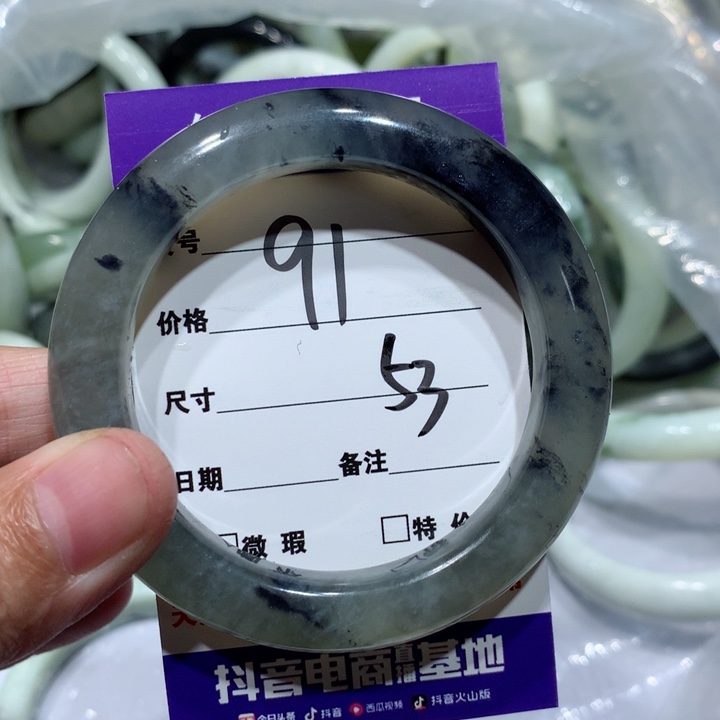 号 91
价格
尺寸 53
日期 备注
微 瑕 特 价
抖音电商直播基地
今日头条 抖音 西瓜视频 抖音火山版